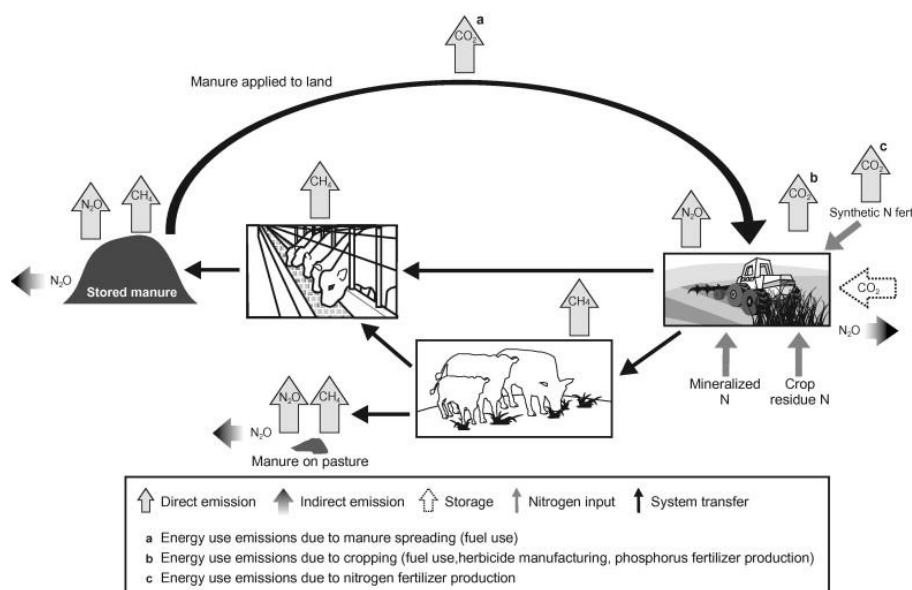 a
CO₂
Manure applied to land
c
CO₂
b
CO₂
CH₄
N₂O
CH₄
N₂O
Synthetic N fert
N₂O
Stored manure
CO₂
CH₄
N₂O
Mineralized
N
Crop
residue N
N₂O
CH₄
N₂O
Manure on pasture
Direct emission
Indirect emission
Storage
Nitrogen input
System transfer
a Energy use emissions due to manure spreading (fuel use)
b Energy use emissions due to cropping (fuel use,herbicide manufacturing, phosphorus fertilizer production)
c Energy use emissions due to nitrogen fertilizer production